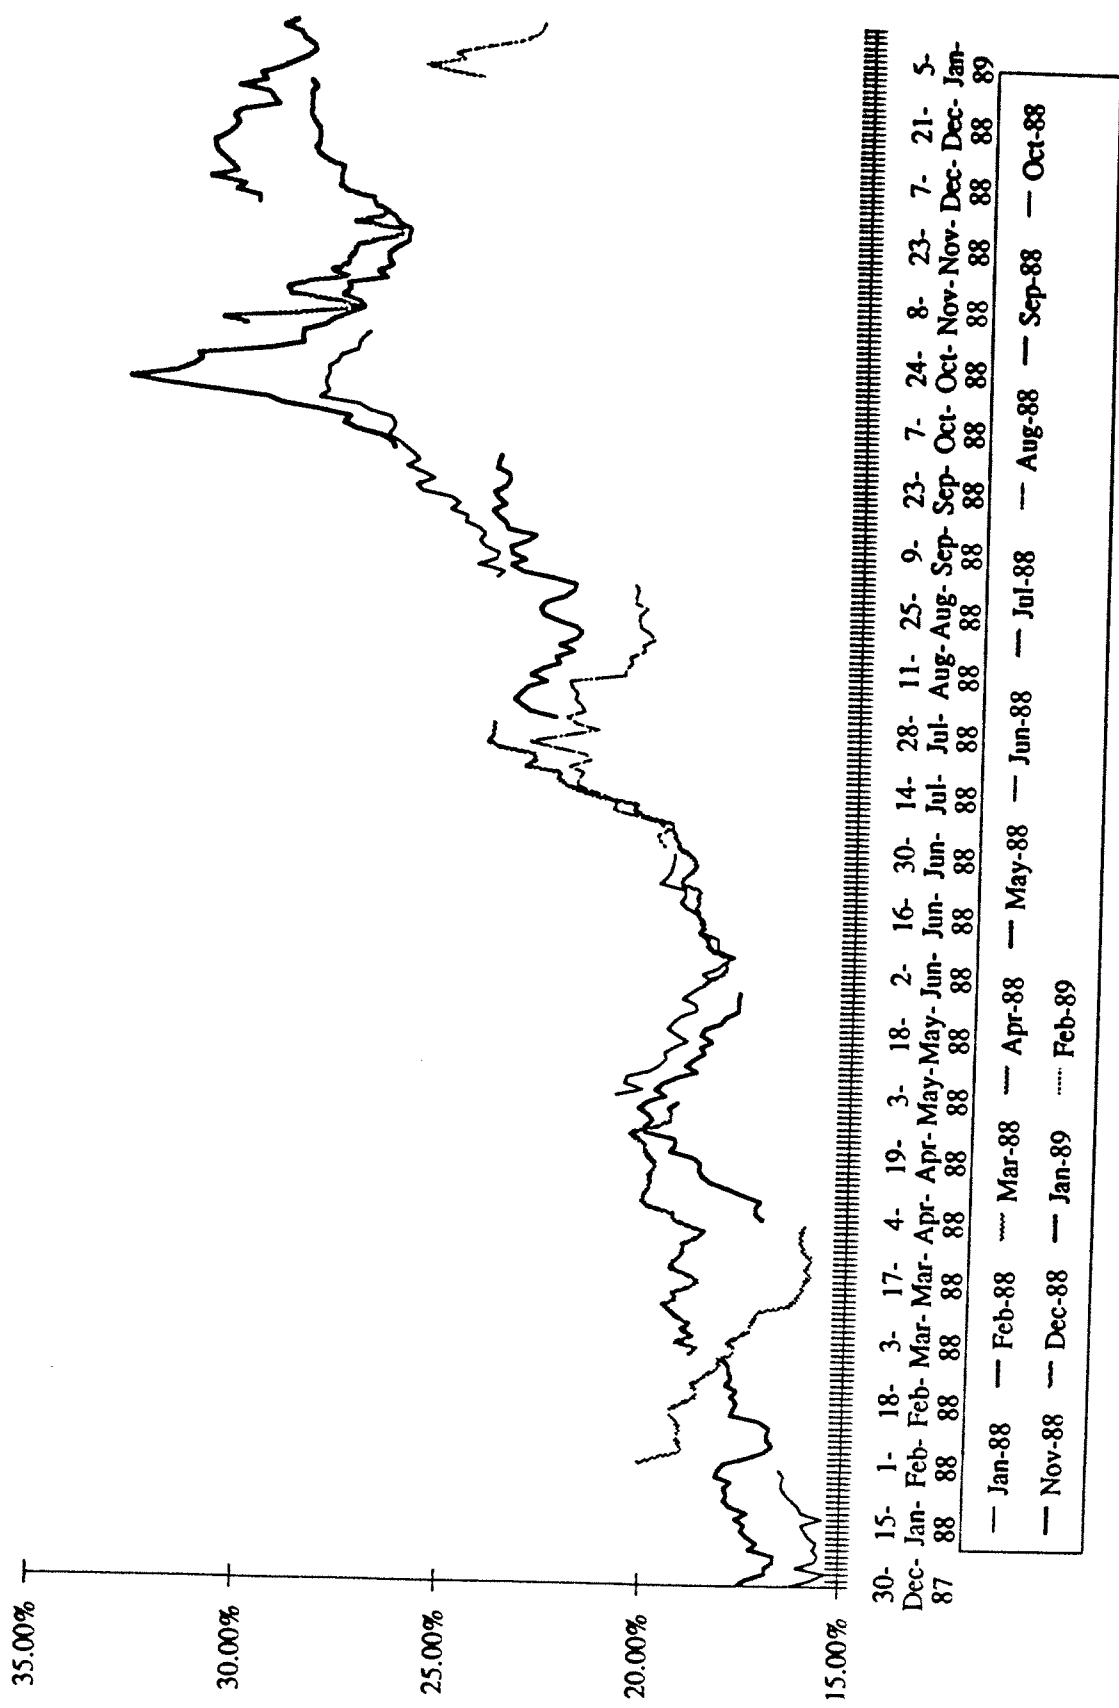 35.00%
30.00%
25.00%
20.00%
15.00%
30- 15- 1- 18- 3- 17- 4- 19- 3- 18- 2- 16- 30- 14- 28- 11- 25- 9- 23- 7- 24- 8- 23- 7- 21- 5-
Dec- Jan- Feb- Feb- Mar- Mar- Apr- Apr- May- May- Jun- Jun- Jun- Jul- Jul- Aug- Aug- Sep- Sep- Oct- Oct- Nov- Nov- Dec- Dec- Jan-
87 88 88 88 88 88 88 88 88 88 88 88 88 88 88 88 88 88 88 88 88 88 88 88 88 89
Jan-88 Feb-88 Mar-88 Apr-88 May-88 Jun-88 Jul-88 Aug-88 Sep-88 Oct-88
Nov-88 Dec-88 Jan-89 Feb-89